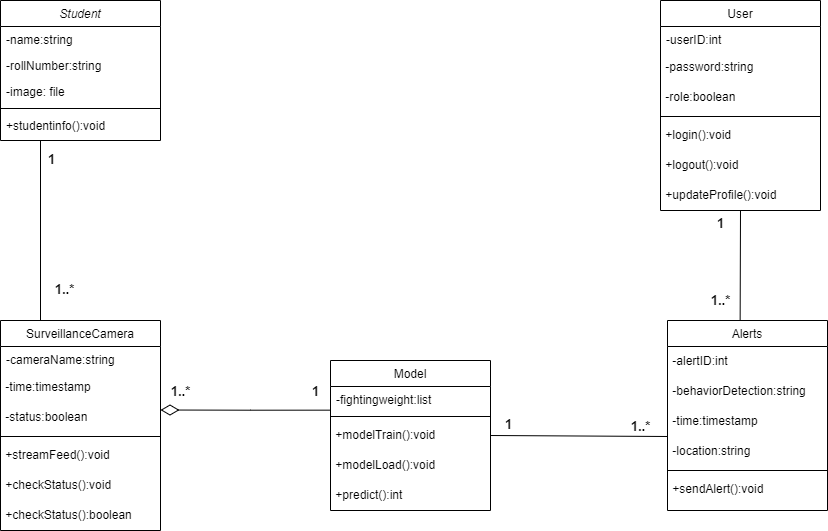 Student
-name:string
-rollNumber:string
-image: file
+studentinfo():void
1
1..*
User
-userID:int
-password:string
-role:boolean
+login():void
+logout():void
+updateProfile():void
1
1..*
SurveillanceCamera
-cameraName:string
-time:timestamp
-status:boolean
+streamFeed():void
+checkStatus():void
+checkStatus():boolean
1..*
1
Model
-fightingweight:list
+modelTrain():void
+modelLoad():void
+predict():int
1
1..*
Alerts
-alertID:int
-behaviorDetection:string
-time:timestamp
-location:string
+sendAlert():void